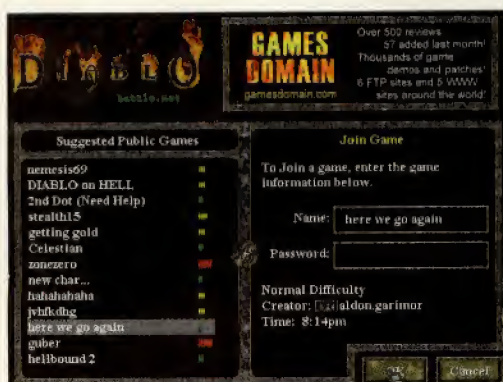 DIABLO
battle.net
GAMES
DOMAIN
gamesdomain.com
Over 500 reviews
57 added last month!
Thousands of game
demos and patches!
6 FTP sites and 5 WWW
sites around the world!
Suggested Public Games
nemesis69
DIABLO on HELL
2nd Dot (Need Help)
stealth15
getting gold
Celestian
zonezero
new char...
hahahahaha
jvhfkdhg
here we go again
guber
hellbound 2
Join Game
To Join a game, enter the game
information below.
Name: here we go again
Password:
Normal Difficulty
Creator: aldon.garimor
Time: 8:14pm
OK
Cancel